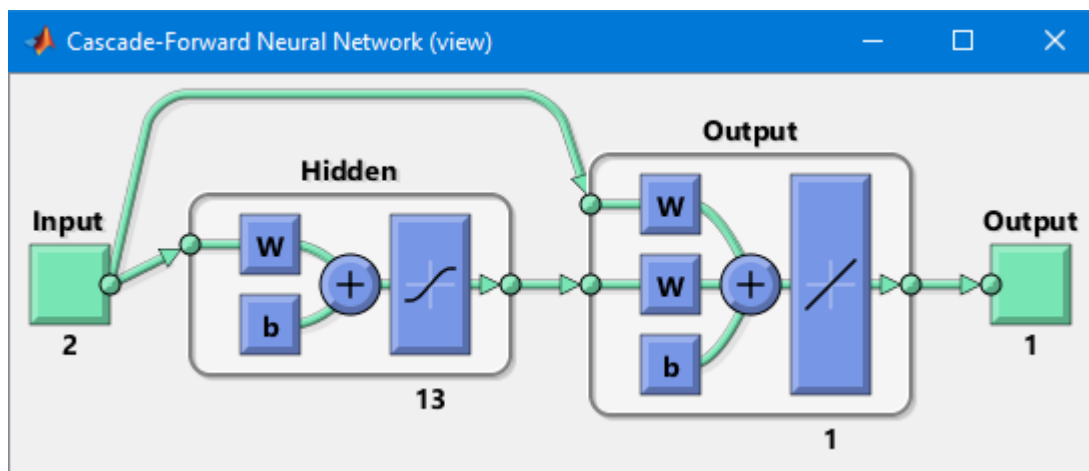 Cascade-Forward Neural Network (view)
Input
2
Hidden
W
b
13
Output
W
W
b
1
Output
1